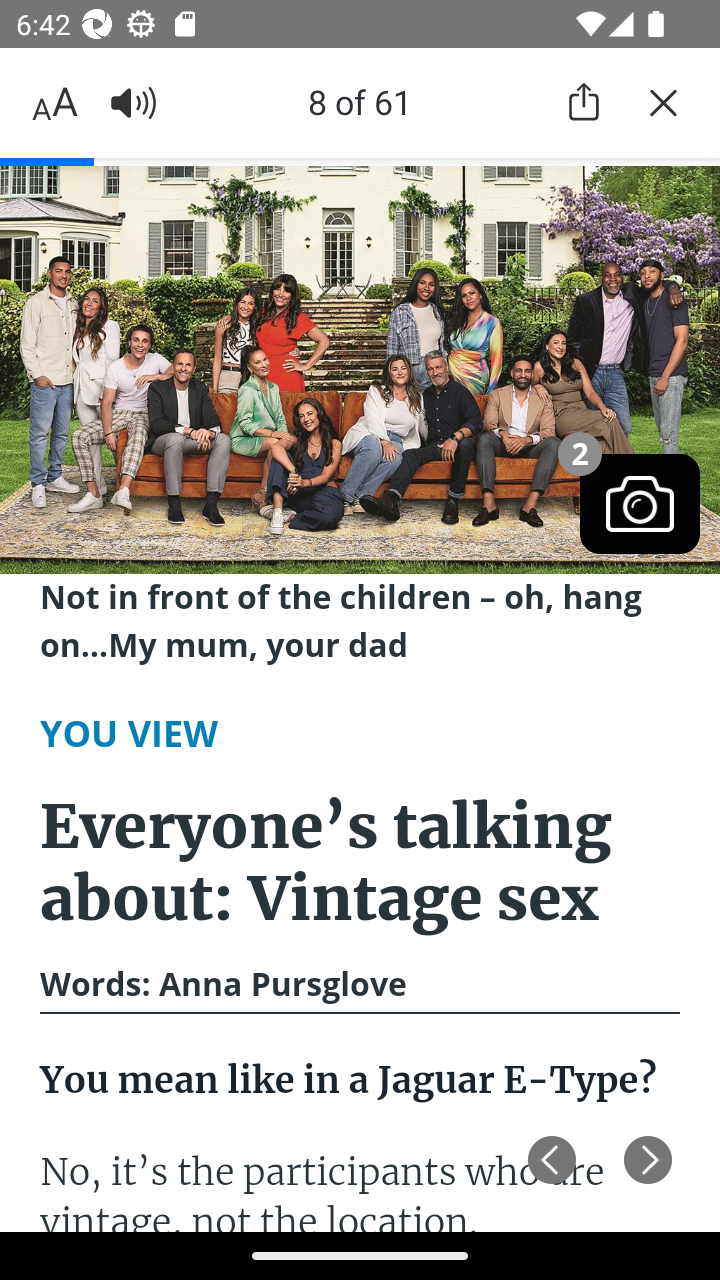 6:42
AA
8 of 61
2
Not in front of the children – oh, hang
on...My mum, your dad
YOU VIEW
Everyone’s talking
about: Vintage sex
Words: Anna Pursglove
You mean like in a Jaguar E-Type?
No, it’s the participants who are
vintage, not the location.